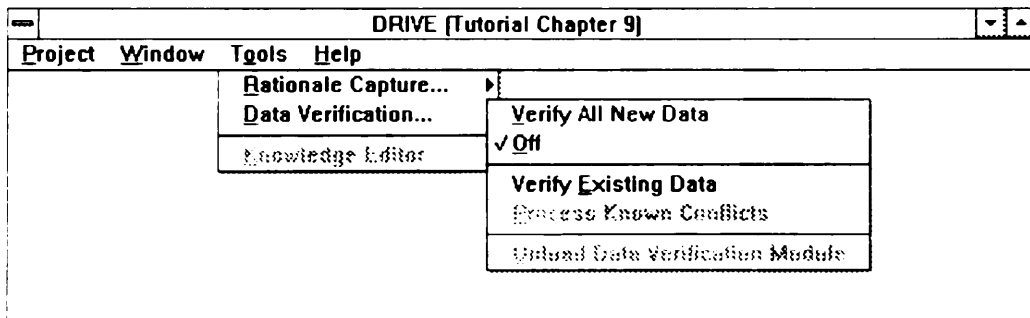 DRIVE (Tutorial Chapter 9)
Project Window Tools Help
Rationale Capture...
Data Verification...
Knowledge Editor
Verify All New Data
✓ Off
Verify Existing Data
Process Known Conflicts
Unload Data Verification Module